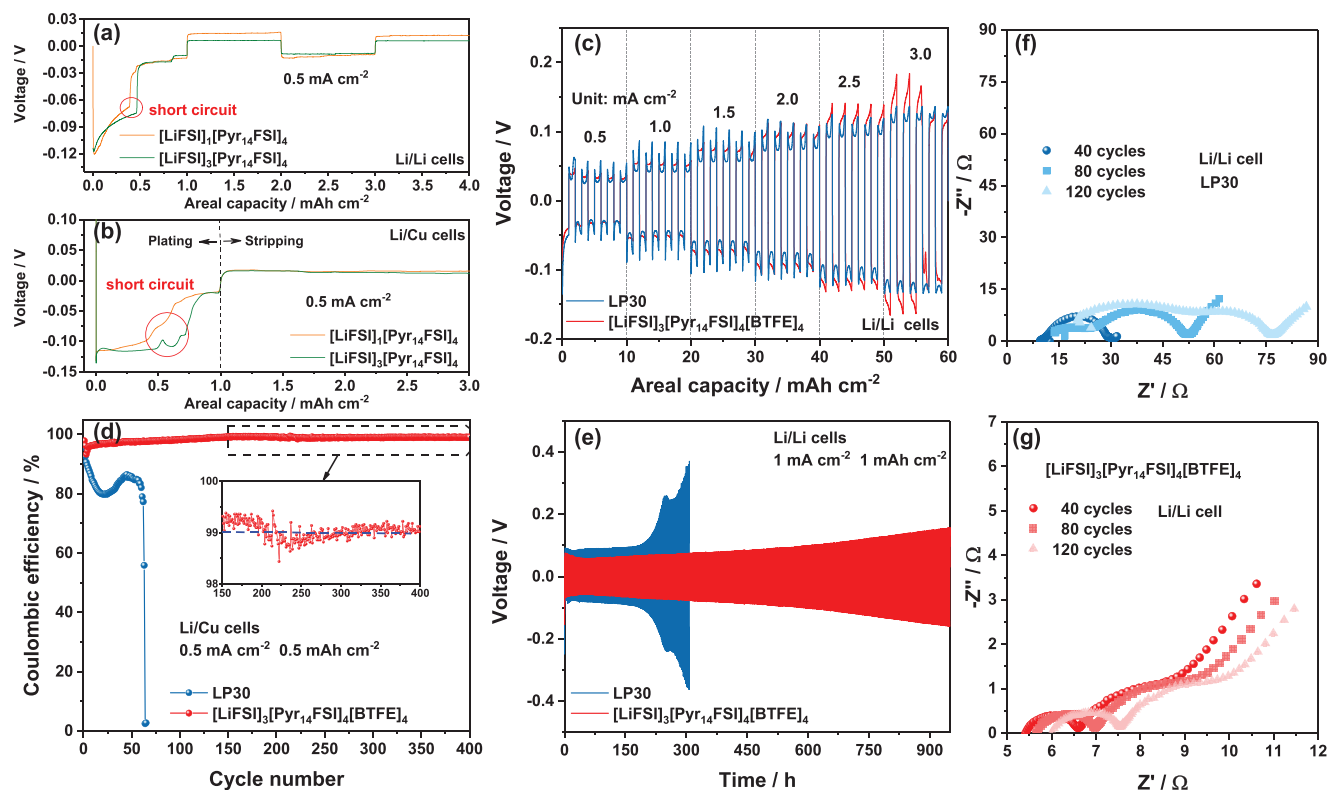 (a)
0.03
0.00
-0.03
-0.06
-0.09
-0.12
Voltage / V
0.5 mA cm⁻²
short circuit
[LiFSI]₁[Pyr₁₄FSI]₄
[LiFSI]₃[Pyr₁₄FSI]₄
Li/Li cells
0.0 0.5 1.0 1.5 2.0 2.5 3.0 3.5 4.0
Areal capacity / mAh cm⁻²
(b)
0.10
0.05
0.00
-0.05
-0.10
-0.15
Voltage / V
Plating
Stripping
Li/Cu cells
short circuit
0.5 mA cm⁻²
[LiFSI]₁[Pyr₁₄FSI]₄
[LiFSI]₃[Pyr₁₄FSI]₄
0.0 0.5 1.0 1.5 2.0 2.5 3.0
Areal capacity / mAh cm⁻²
(c)
0.2
0.1
0.0
-0.1
-0.2
Voltage / V
Unit: mA cm⁻²
0.5
1.0
1.5
2.0
2.5
3.0
LP30
[LiFSI]₃[Pyr₁₄FSI]₄[BTFE]₄
Li/Li cells
0 10 20 30 40 50 60
Areal capacity / mAh cm⁻²
(d)
100
80
60
40
20
0
Coulombic efficiency / %
100
99
98
150 200 250 300 350 400
Li/Cu cells
0.5 mA cm⁻² 0.5 mAh cm⁻²
LP30
[LiFSI]₃[Pyr₁₄FSI]₄[BTFE]₄
0 50 100 150 200 250 300 350 400
Cycle number
(e)
0.4
0.2
0.0
-0.2
-0.4
Voltage / V
Li/Li cells
1 mA cm⁻² 1 mAh cm⁻²
LP30
[LiFSI]₃[Pyr₁₄FSI]₄[BTFE]₄
0 150 300 450 600 750 900
Time / h
(f)
90
75
60
45
30
15
0
-Z'' / Ω
40 cycles
80 cycles
120 cycles
Li/Li cell
LP30
0 15 30 45 60 75 90
Z' / Ω
(g)
7
6
5
4
3
2
1
0
-Z'' / Ω
[LiFSI]₃[Pyr₁₄FSI]₄[BTFE]₄
40 cycles
80 cycles
120 cycles
Li/Li cell
5 6 7 8 9 10 11 12
Z' / Ω